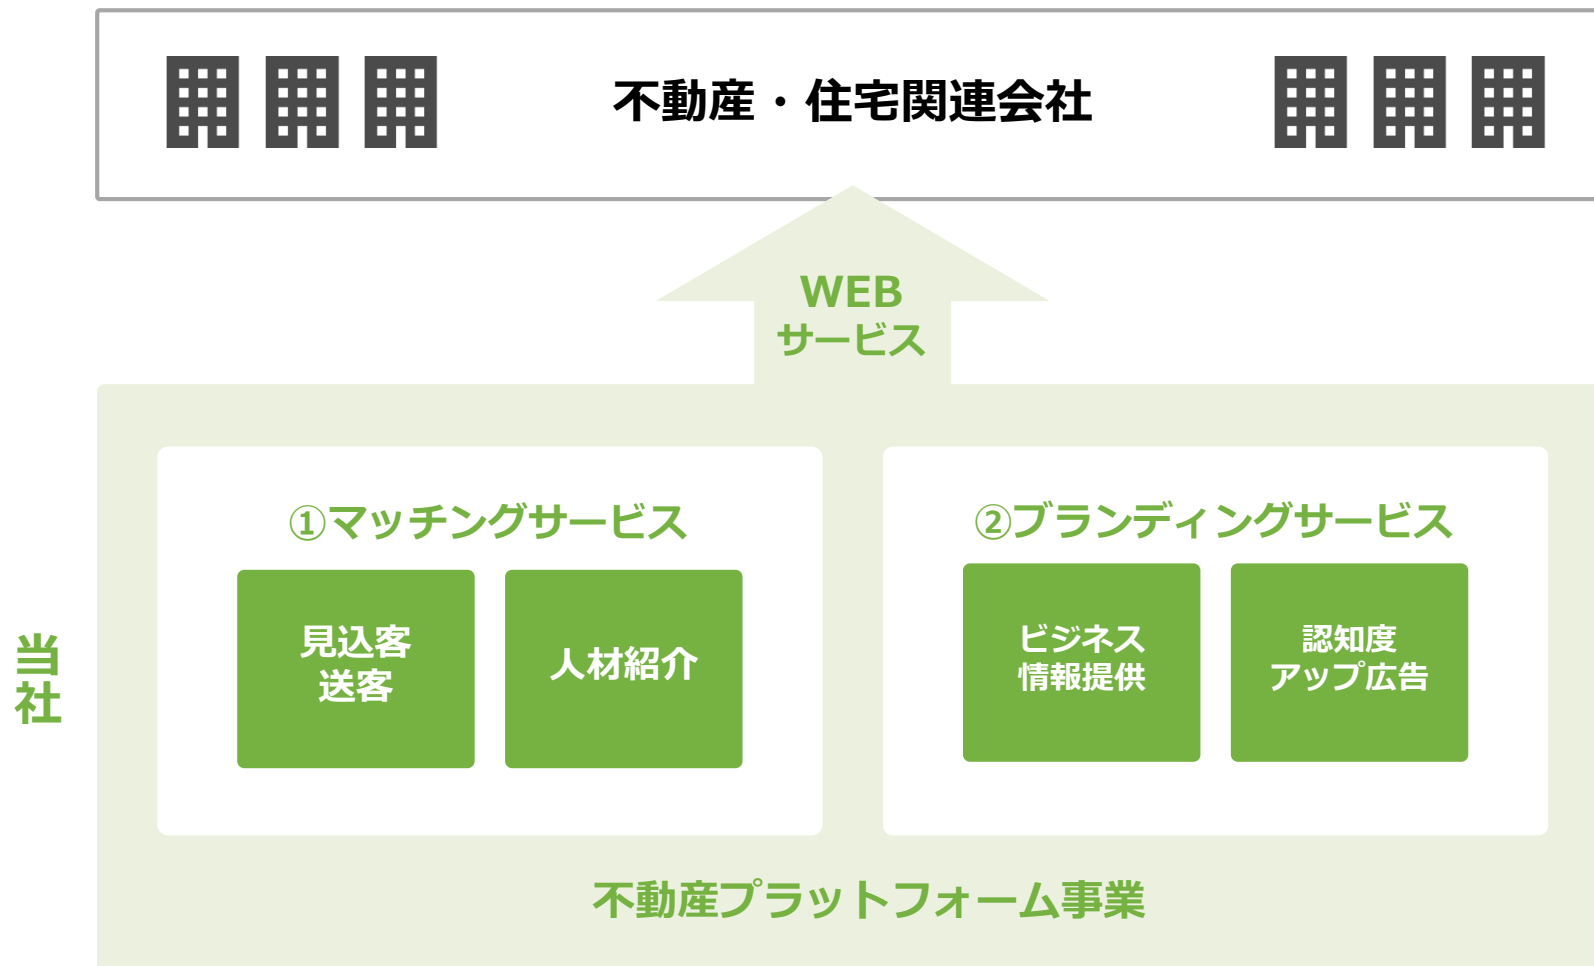 不動産・住宅関連会社
WEB
サービス
①マッチングサービス
見込客
送客
人材紹介
②ブランディングサービス
ビジネス
情報提供
認知度
アップ広告
当社
不動産プラットフォーム事業